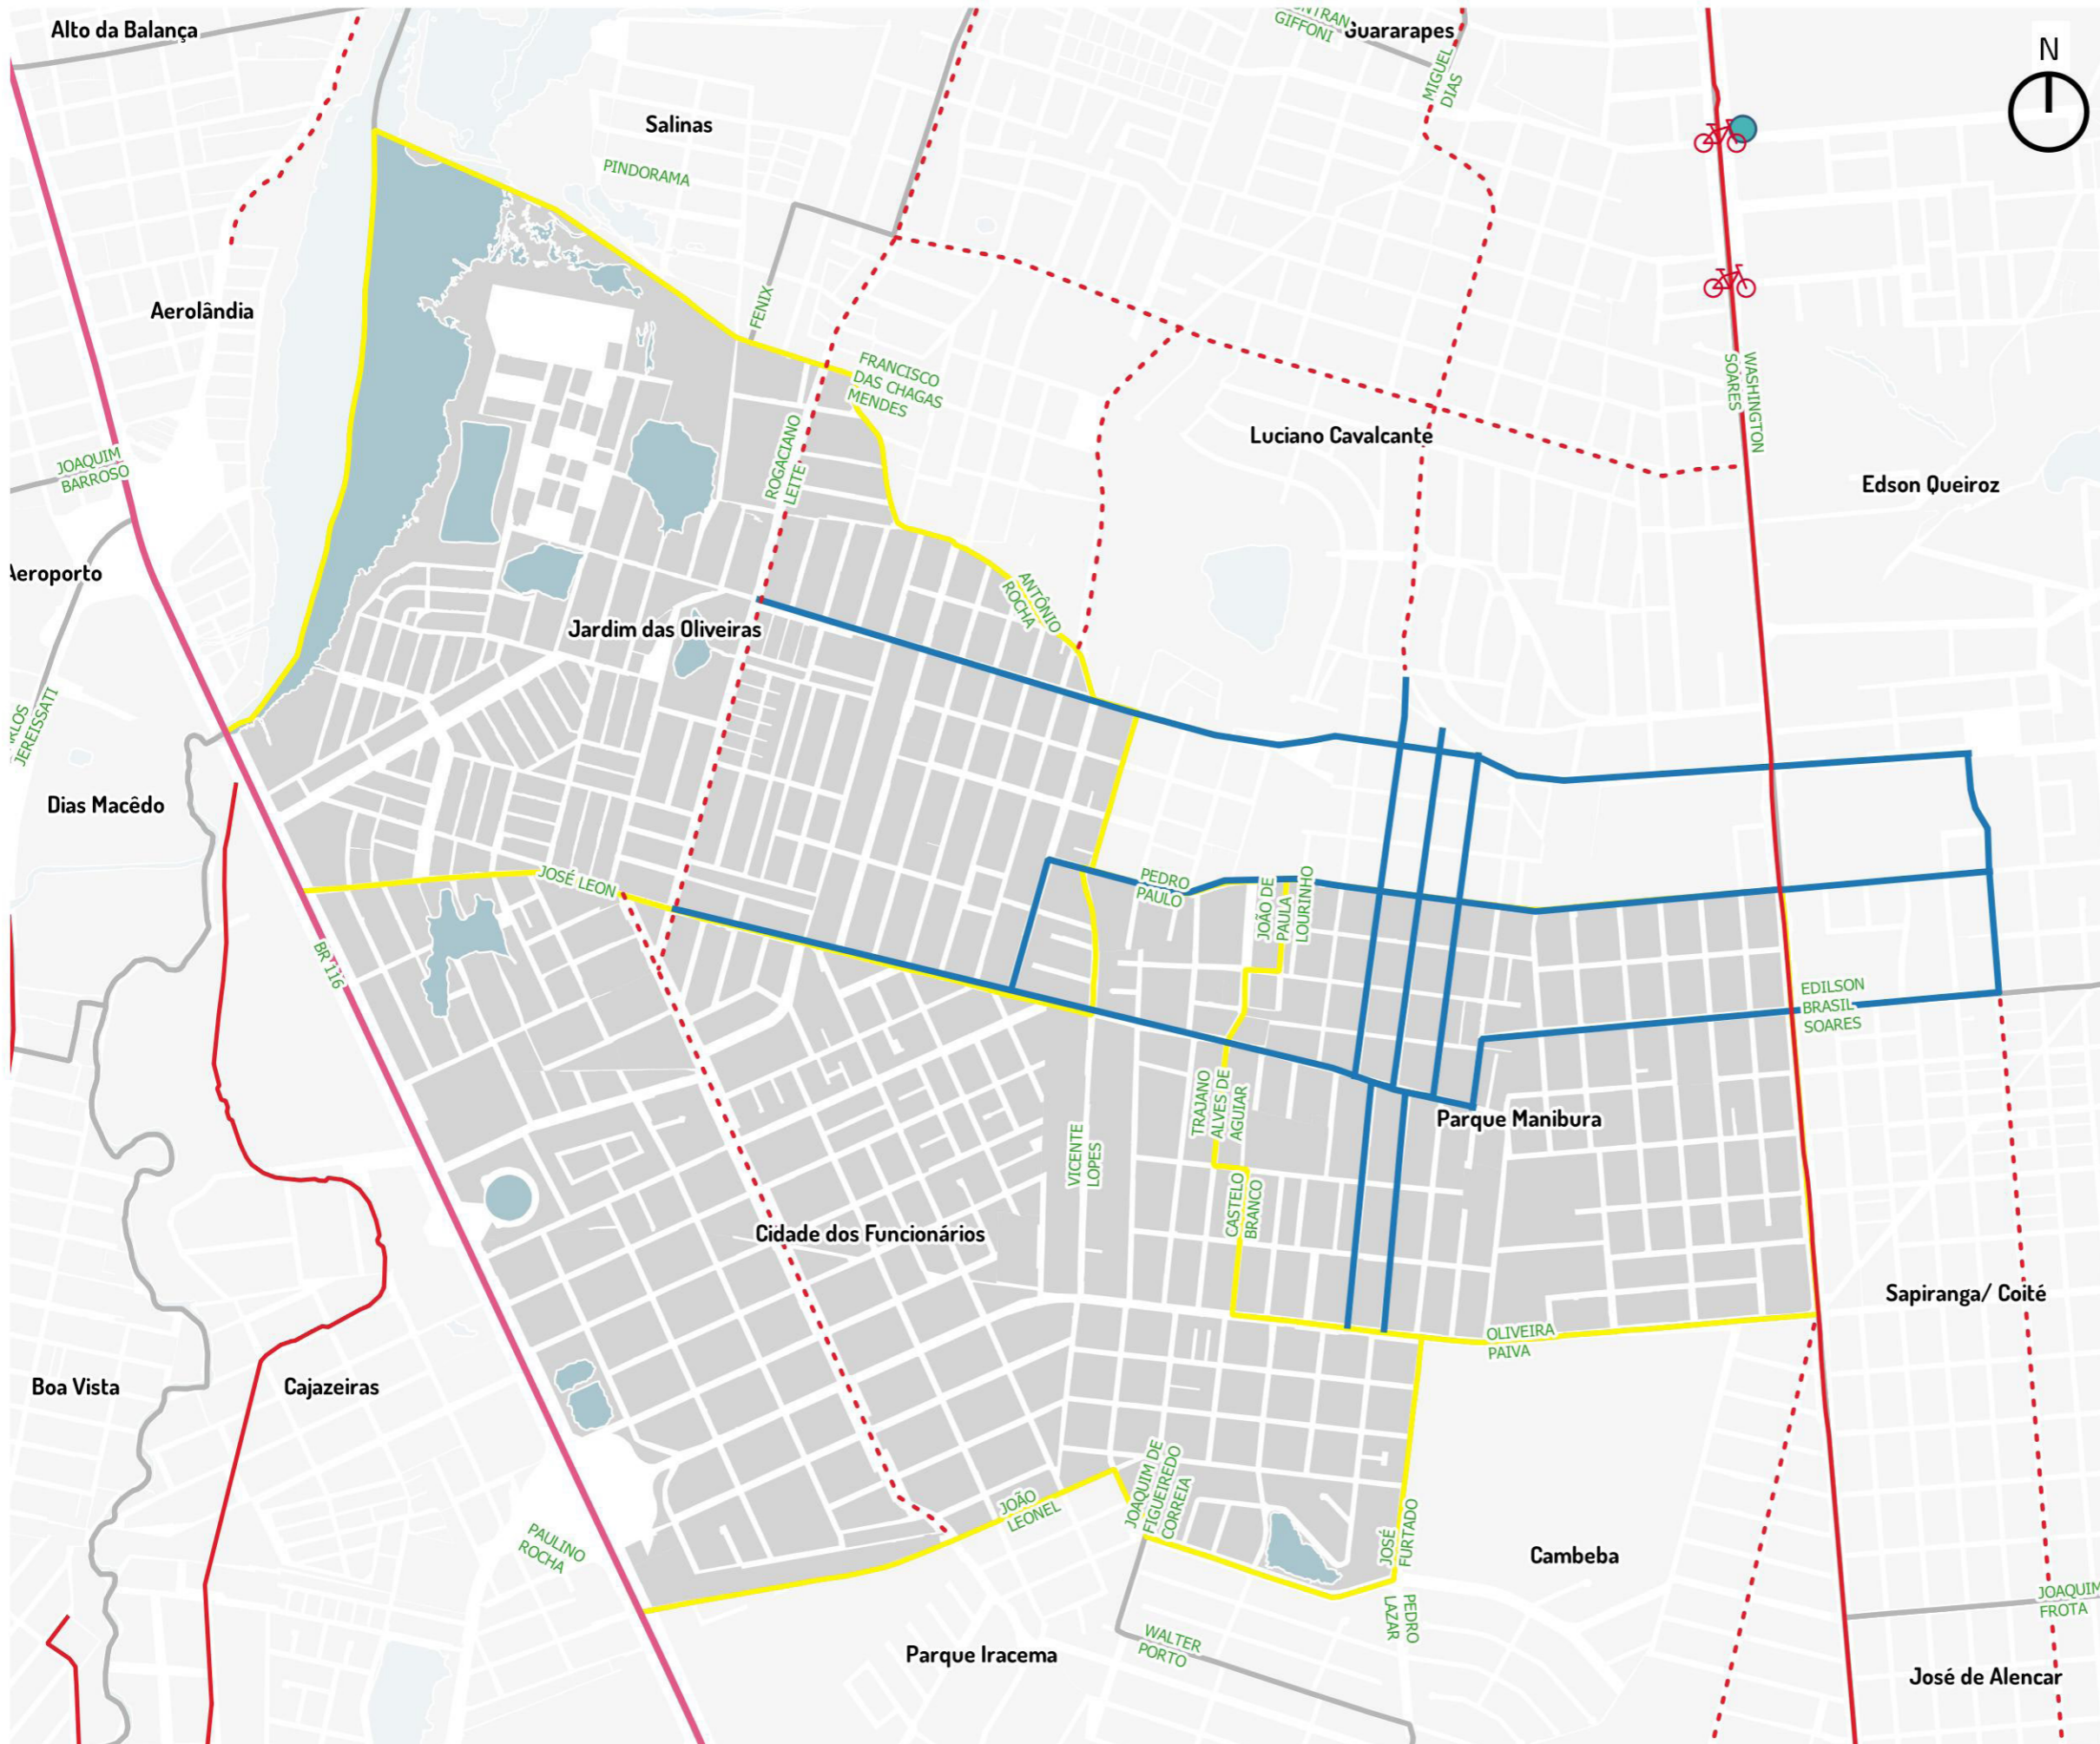 Alto da Balança
GIFFONI
Guararapes
N
MIGUEL
DIAS
Salinas
PINDORAMA
Aerolândia
FENIX
FRANCISCO
DAS CHAGAS
MENDES
WASHINGTON
SOARES
ROGACIANO
LEITE
Luciano Cavalcante
JOAQUIM
BARROSO
Edson Queiroz
Aeroporto
ANTÔNIO
ROCHA
Jardim das Oliveiras
JEREISSATI
Dias Macêdo
JOSÉ LEON
PEDRO
PAULO
JOÃO DE
PAULA
LOURINHO
BR 116
EDILSON
BRASIL
SOARES
TRAJANO
ALVES DE
AGUIAR
Parque Manibura
VICENTE
LOPES
CASTELO
BRANCO
Cidade dos Funcionários
Sapiranga/ Coité
OLIVEIRA
PAIVA
Boa Vista
Cajazeiras
JOAQUIM DE
FIGUEIREDO
CORREIA
JOÃO
LEONEL
PAULINO
ROCHA
JOSÉ
FURTADO
Cambeba
PEDRO
LAZAR
JOAQUIM
FROTA
WALTER
PORTO
Parque Iracema
José de Alencar